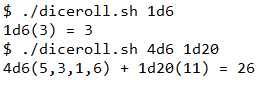 $ ./diceroll.sh 1d6
1d6(3) = 3
$ ./diceroll.sh 4d6 1d20
4d6(5,3,1,6) + 1d20(11) = 26